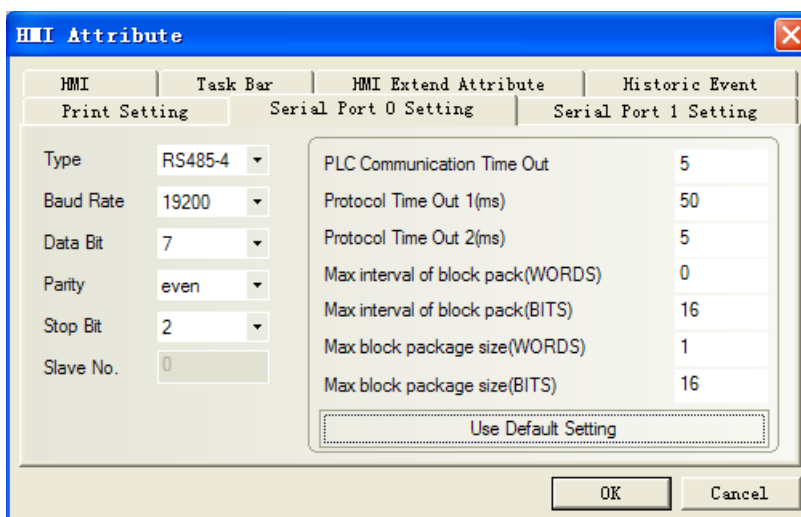 HMI Attribute
HMI Task Bar HMI Extend Attribute Historic Event
Print Setting Serial Port 0 Setting Serial Port 1 Setting
Type RS485-4
Baud Rate 19200
Data Bit 7
Parity even
Stop Bit 2
Slave No. 0
PLC Communication Time Out 5
Protocol Time Out 1(ms) 50
Protocol Time Out 2(ms) 5
Max interval of block pack(WORDS) 0
Max interval of block pack(BITS) 16
Max block package size(WORDS) 1
Max block package size(BITS) 16
Use Default Setting
OK Cancel